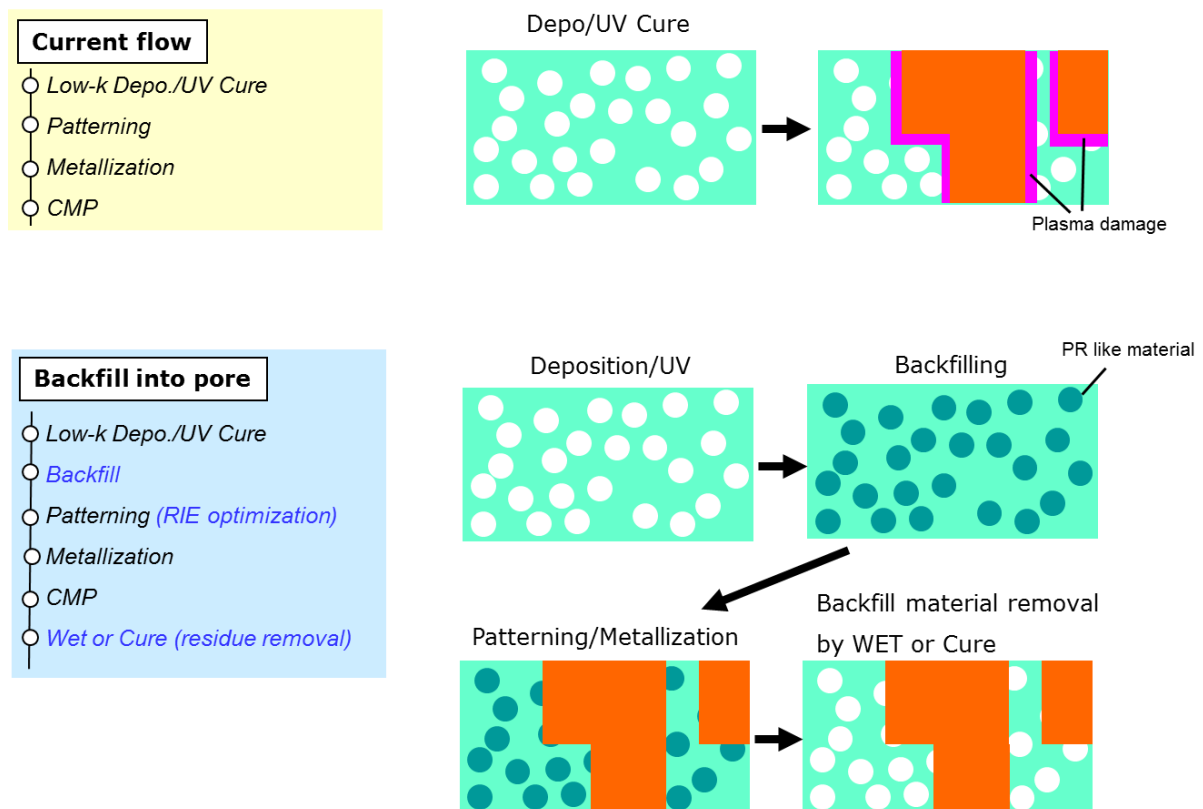 Current flow
Low-k Depo./UV Cure
Patterning
Metallization
CMP
Depo/UV Cure
Plasma damage
Backfill into pore
Low-k Depo./UV Cure
Backfill
Patterning (RIE optimization)
Metallization
CMP
Wet or Cure (residue removal)
Deposition/UV
Backfilling
PR like material
Patterning/Metallization
Backfill material removal
by WET or Cure